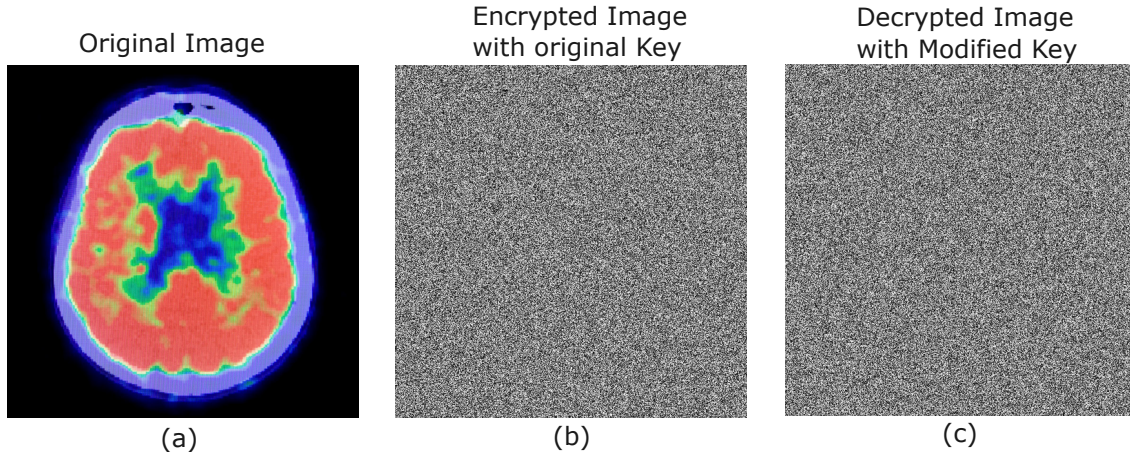 Original Image
Encrypted Image
with original Key
Decrypted Image
with Modified Key
(a)
(b)
(c)